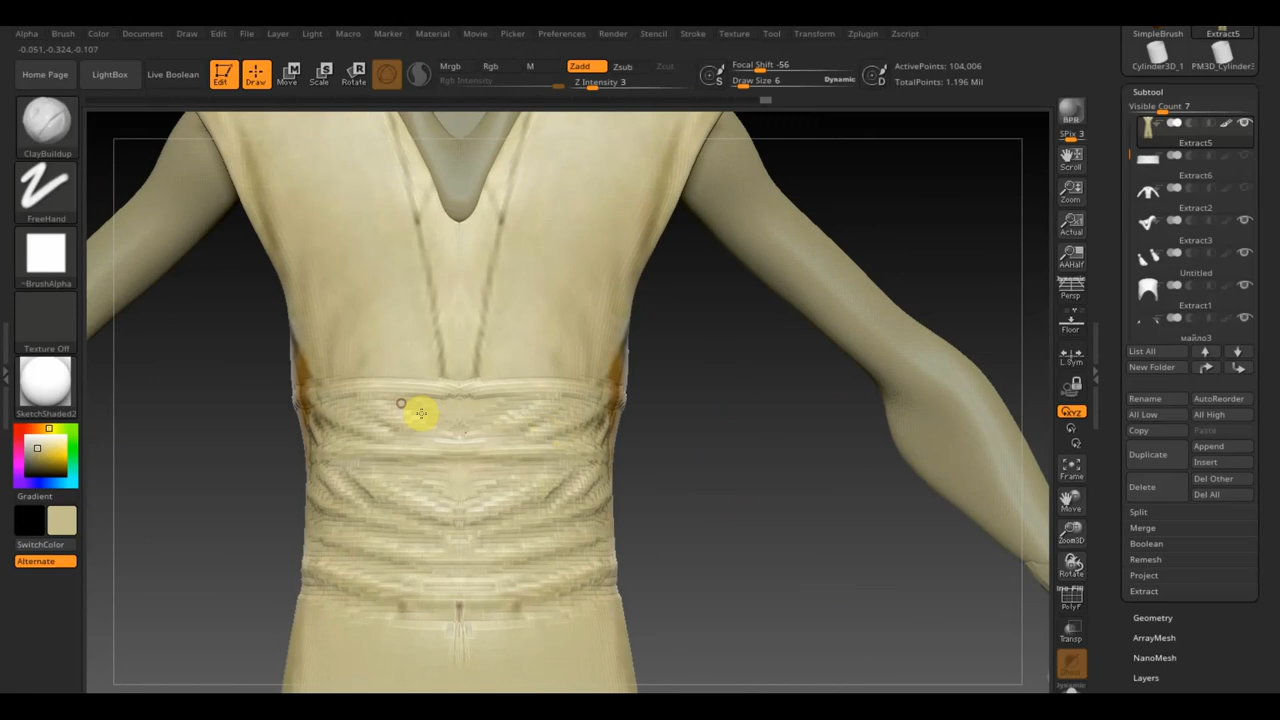 Alpha Brush Color Document Draw Edit File Layer Light Macro Marker Material Movie Picker Preferences Render Stencil Stroke Texture Tool Transform Zplugin Zscript
SimpleBrush Extract5
-0.051,-0.324,-0.107
Home Page LightBox Live Boolean Edit Draw Move Scale Rotate
Mrgb Rgb M Zadd Zsub Zcut
Rgb Intensity Z Intensity 3
S Focal Shift -56
Draw Size 6 Dynamic D
ActivePoints: 104,006
TotalPoints: 1.196 Mil
Cylinder3D_1
Subtool
Visible Count 7
Extract5
Extract6
Extract2
Extract3
Untitled
Extract1
майло3
List All
New Folder
Rename AutoReorder
All Low All High
Copy Paste
Duplicate Append
Insert
Delete Del Other
Del All
Split
Merge
Boolean
Remesh
Project
Extract
Geometry
ArrayMesh
NanoMesh
Layers
ClayBuildup
FreeHand
~BrushAlpha
Texture Off
SketchShaded2
Gradient
SwitchColor
Alternate
BPR
SPix 3
Scroll
Zoom
Actual
AAHalf
Dynamic
Persp
Floor
L.Sym
XYZ
Y
Z
Frame
Move
Zoom3D
Rotate
PolyF
Transp
Dynamic